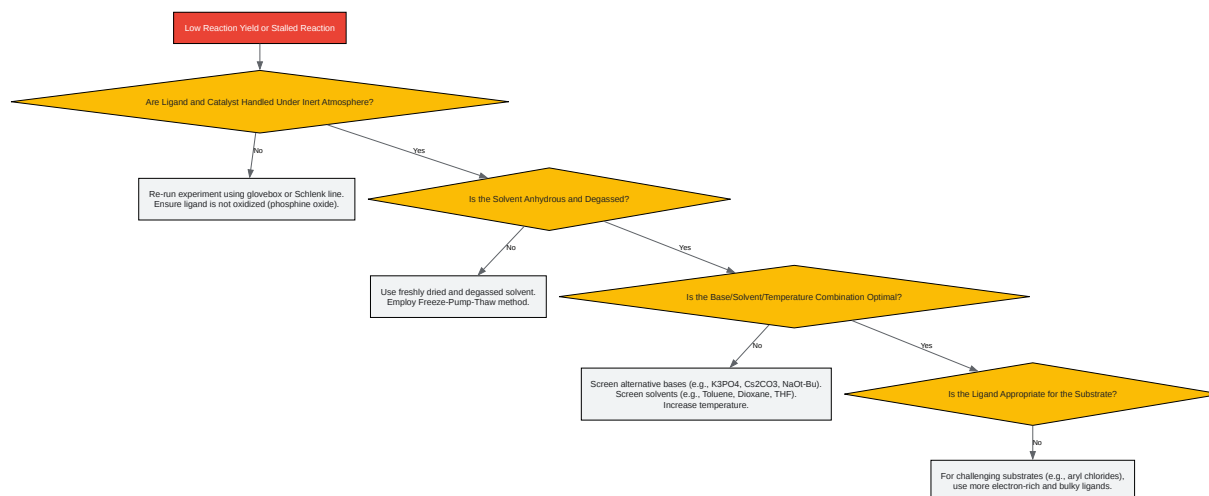 Low Reaction Yield or Stalled Reaction
Are Ligand and Catalyst Handled Under Inert Atmosphere?
No
Yes
Re-run experiment using glovebox or Schlenk line.
Ensure ligand is not oxidized (phosphine oxide).
Is the Solvent Anhydrous and Degassed?
No
Yes
Use freshly dried and degassed solvent.
Employ Freeze-Pump-Thaw method.
Is the Base/Solvent/Temperature Combination Optimal?
No
Yes
Screen alternative bases (e.g., K3PO4, Cs2CO3, NaOt-Bu).
Screen solvents (e.g., Toluene, Dioxane, THF).
Increase temperature.
Is the Ligand Appropriate for the Substrate?
No
For challenging substrates (e.g., aryl chlorides),
use more electron-rich and bulky ligands.